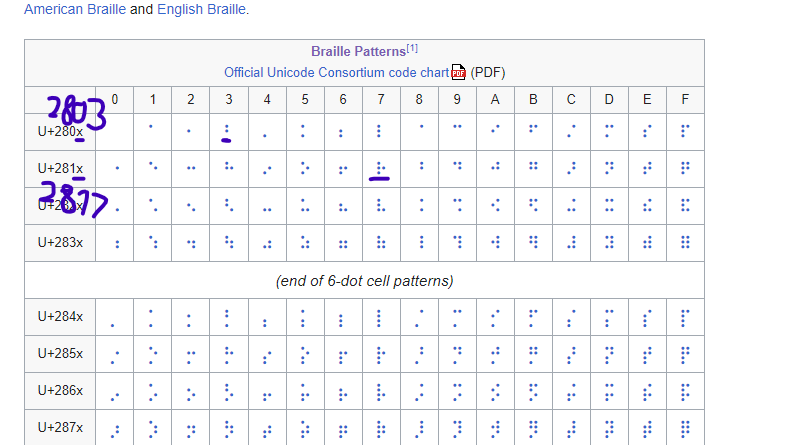 American Braille and English Braille.
Braille Patterns[1]
Official Unicode Consortium code chart PDF (PDF)
0 1 2 3 4 5 6 7 8 9 A B C D E F
2803
U+280x ⠀ ⠁ ⠂ ⠃ ⠄ ⠅ ⠆ ⠇ ⠈ ⠉ ⠊ ⠋ ⠌ ⠍ ⠎ ⠏
U+281x ⠐ ⠑ ⠒ ⠓ ⠔ ⠕ ⠖ ⠗ ⠘ ⠙ ⠚ ⠛ ⠜ ⠝ ⠞ ⠟
2817
U+282x ⠠ ⠡ ⠢ ⠣ ⠤ ⠥ ⠦ ⠧ ⠨ ⠩ ⠪ ⠫ ⠬ ⠭ ⠮ ⠯
U+283x ⠰ ⠱ ⠲ ⠳ ⠴ ⠵ ⠶ ⠷ ⠸ ⠹ ⠺ ⠻ ⠼ ⠽ ⠾ ⠿
(end of 6-dot cell patterns)
U+284x ⡀ ⡁ ⡂ ⡃ ⡄ ⡅ ⡆ ⡇ ⡈ ⡉ ⡊ ⡋ ⡌ ⡍ ⡎ ⡏
U+285x ⡐ ⡑ ⡒ ⡓ ⡔ ⡕ ⡖ ⡗ ⡘ ⡙ ⡚ ⡛ ⡜ ⡝ ⡞ ⡟
U+286x ⡠ ⡡ ⡢ ⡣ ⡤ ⡥ ⡦ ⡧ ⡨ ⡩ ⡪ ⡫ ⡬ ⡭ ⡮ ⡯
U+287x ⡰ ⡱ ⡲ ⡳ ⡴ ⡵ ⡶ ⡷ ⡸ ⡹ ⡺ ⡻ ⡼ ⡽ ⡾ ⡿